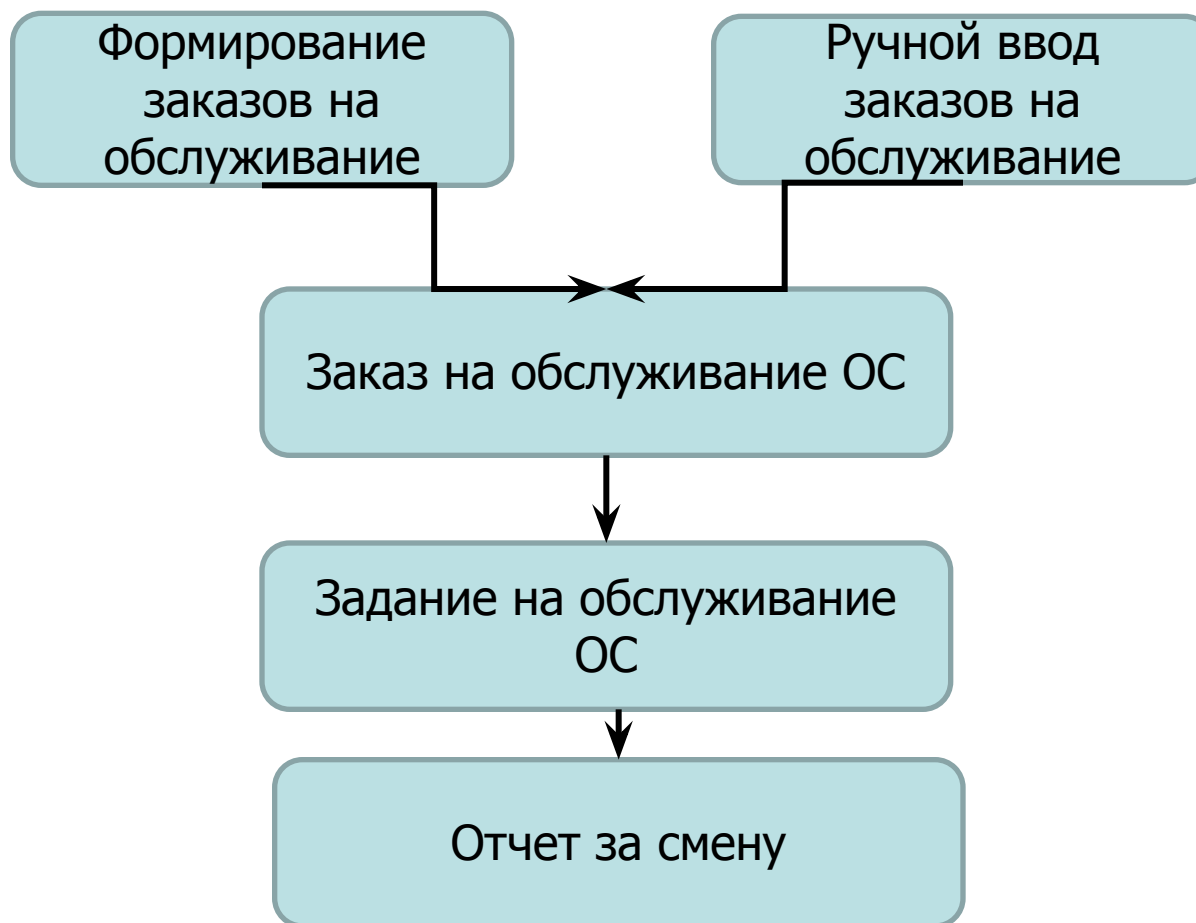 Формирование
заказов на
обслуживание
Ручной ввод
заказов на
обслуживание
Заказ на обслуживание ОС
Задание на обслуживание
ОС
Отчет за смену